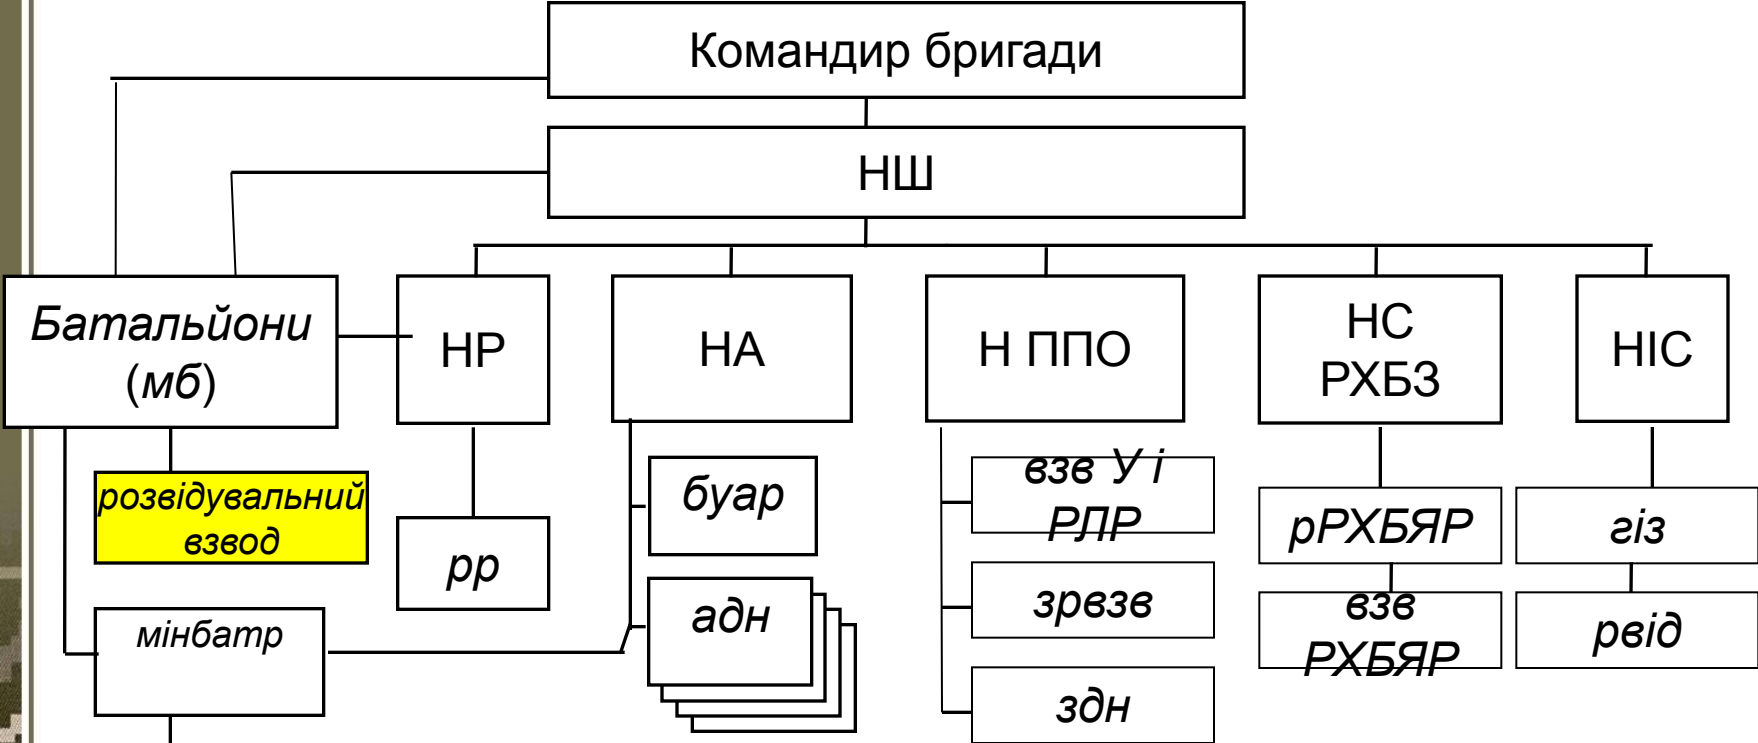 Командир бригади
НШ
Батальйони
(мб)
НР
НА
Н ППО
НС
РХБЗ
НІС
розвідувальний
взвод
рр
буар
адн
взв У і
РЛР
зрвзв
здн
рРХБЯР
взв
РХБЯР
гіз
рвід
мінбатр